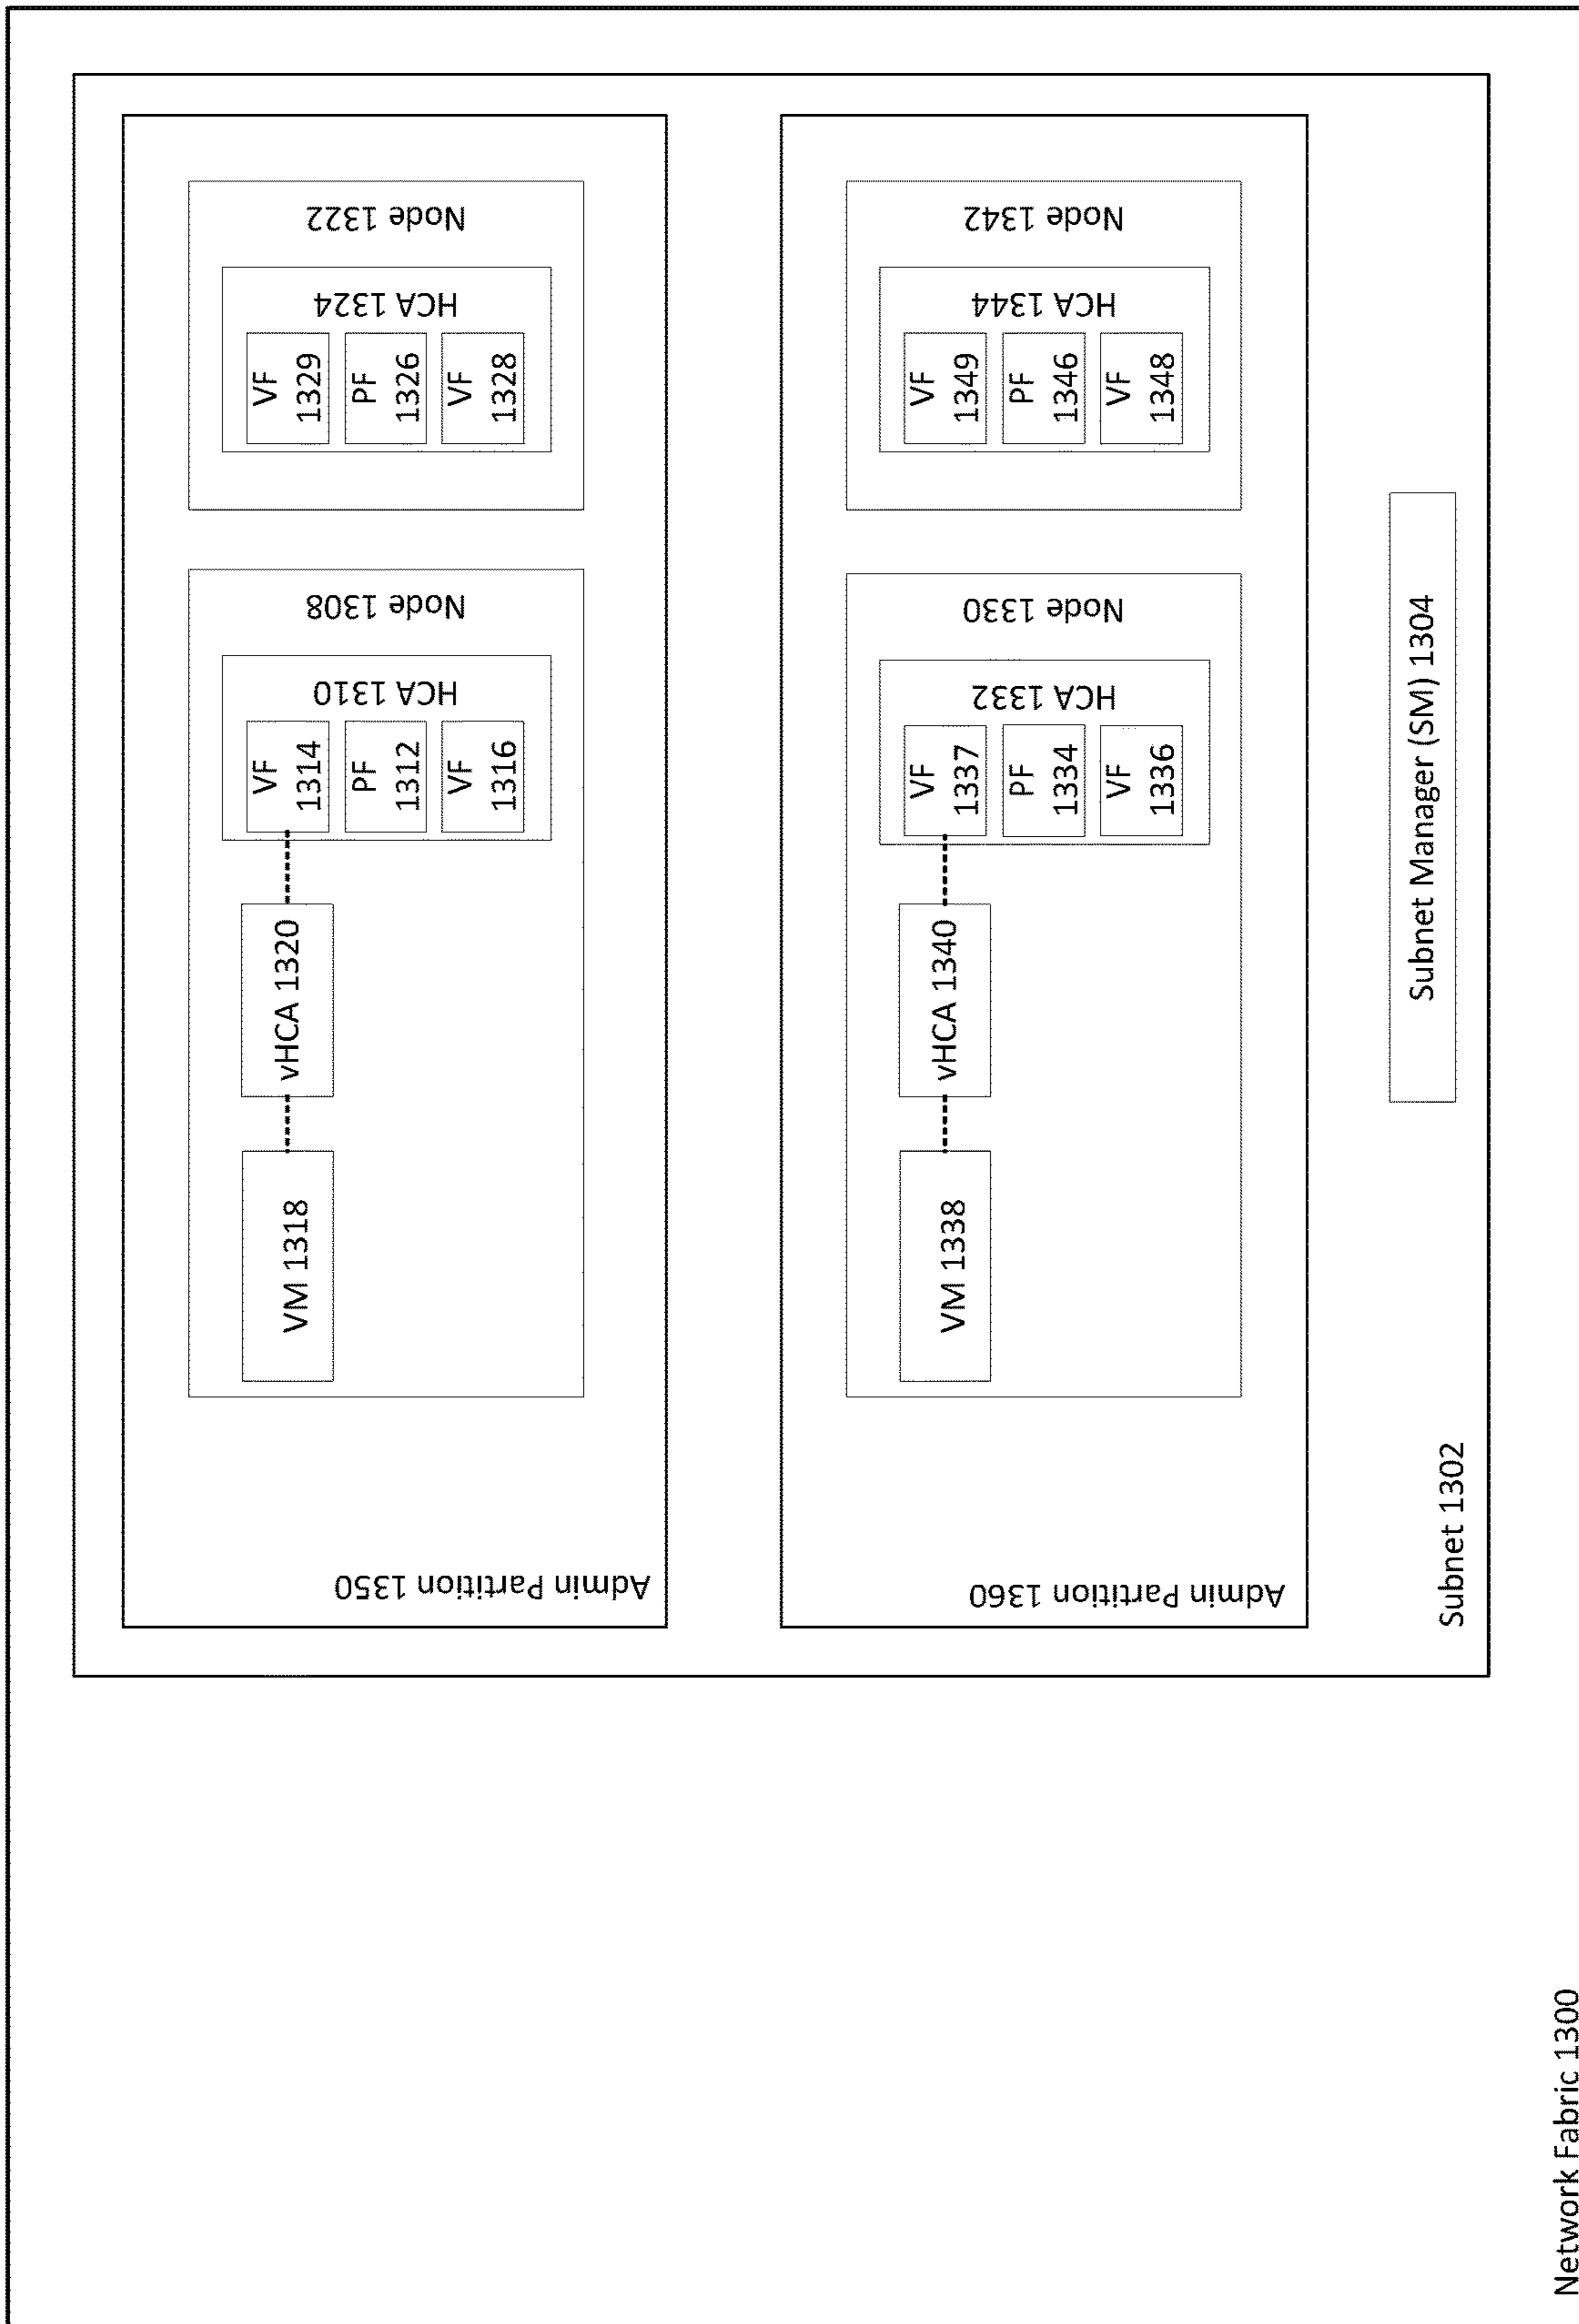 Admin Partition 1350
Node 1308
VM 1318
vHCA 1320
HCA 1310
VF
1314
PF
1312
VF
1316
Node 1322
HCA 1324
VF
1329
PF
1326
VF
1328
Admin Partition 1360
Node 1330
VM 1338
vHCA 1340
HCA 1332
VF
1337
PF
1334
VF
1336
Node 1342
HCA 1344
VF
1349
PF
1346
VF
1348
Subnet Manager (SM) 1304
Subnet 1302
Network Fabric 1300